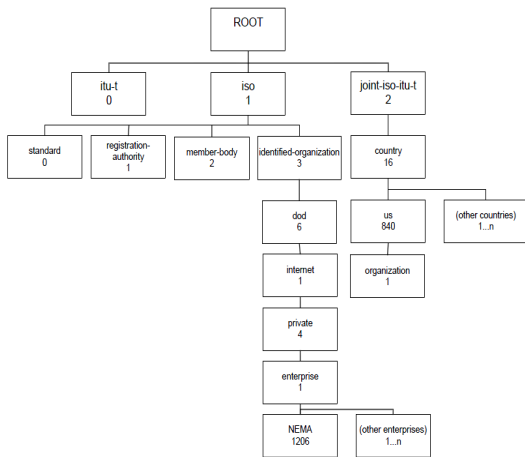 ROOT
itu-t
0
iso
1
joint-iso-itu-t
2
standard
0
registration-
authority
1
member-body
2
identified-organization
3
country
16
dod
6
us
840
(other countries)
1...n
internet
1
organization
1
private
4
enterprise
1
NEMA
1206
(other enterprises)
1...n